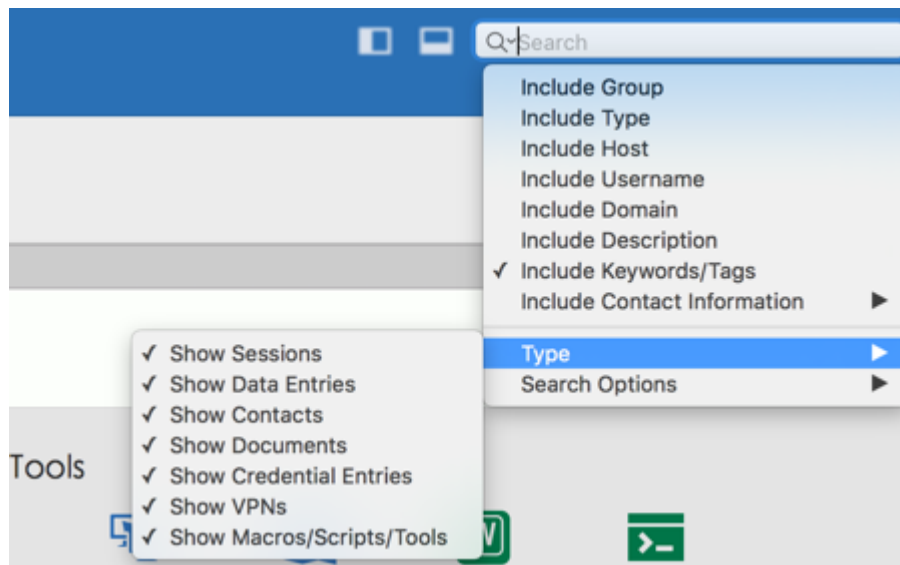 Search
Include Group
Include Type
Include Host
Include Username
Include Domain
Include Description
✓ Include Keywords/Tags
Include Contact Information
Type
Search Options
✓ Show Sessions
✓ Show Data Entries
✓ Show Contacts
✓ Show Documents
✓ Show Credential Entries
✓ Show VPNs
✓ Show Macros/Scripts/Tools
Tools